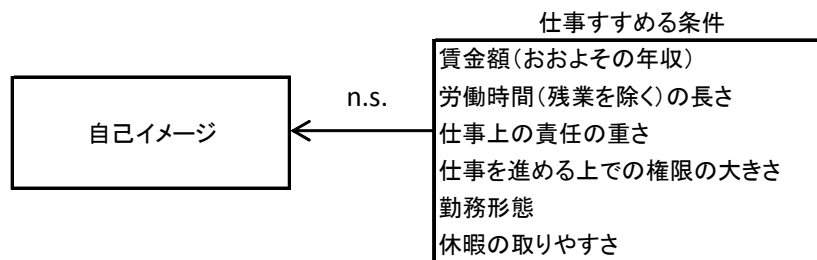 仕事すすめる条件
賃金額(おおよその年収)
労働時間(残業を除く)の長さ
仕事上の責任の重さ
仕事を進める上での権限の大きさ
勤務形態
休暇の取りやすさ
n.s.
自己イメージ